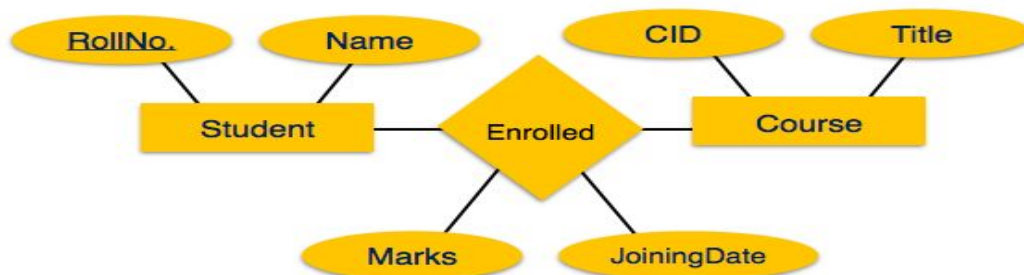 RollNo.
Name
CID
Title
Student
Enrolled
Course
Marks
JoiningDate